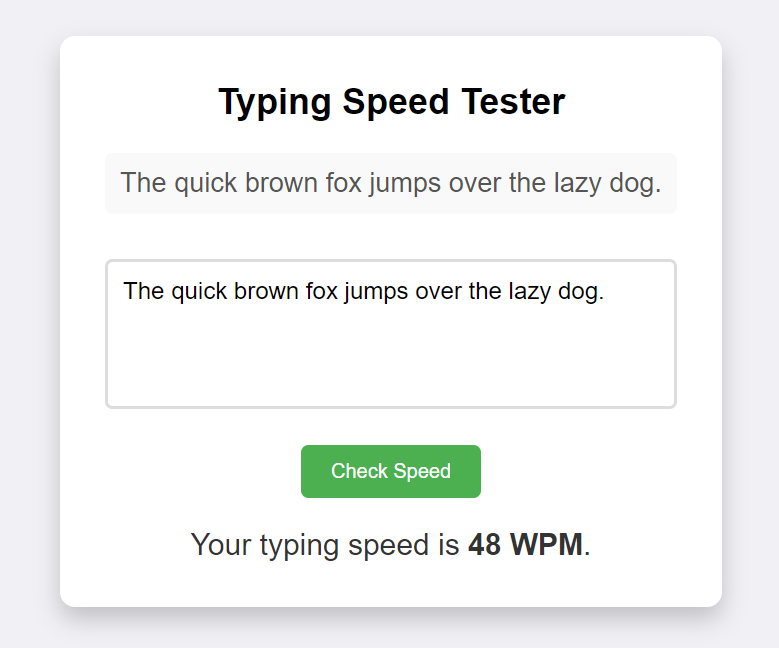 Typing Speed Tester
The quick brown fox jumps over the lazy dog.
The quick brown fox jumps over the lazy dog.
Check Speed
Your typing speed is 48 WPM.